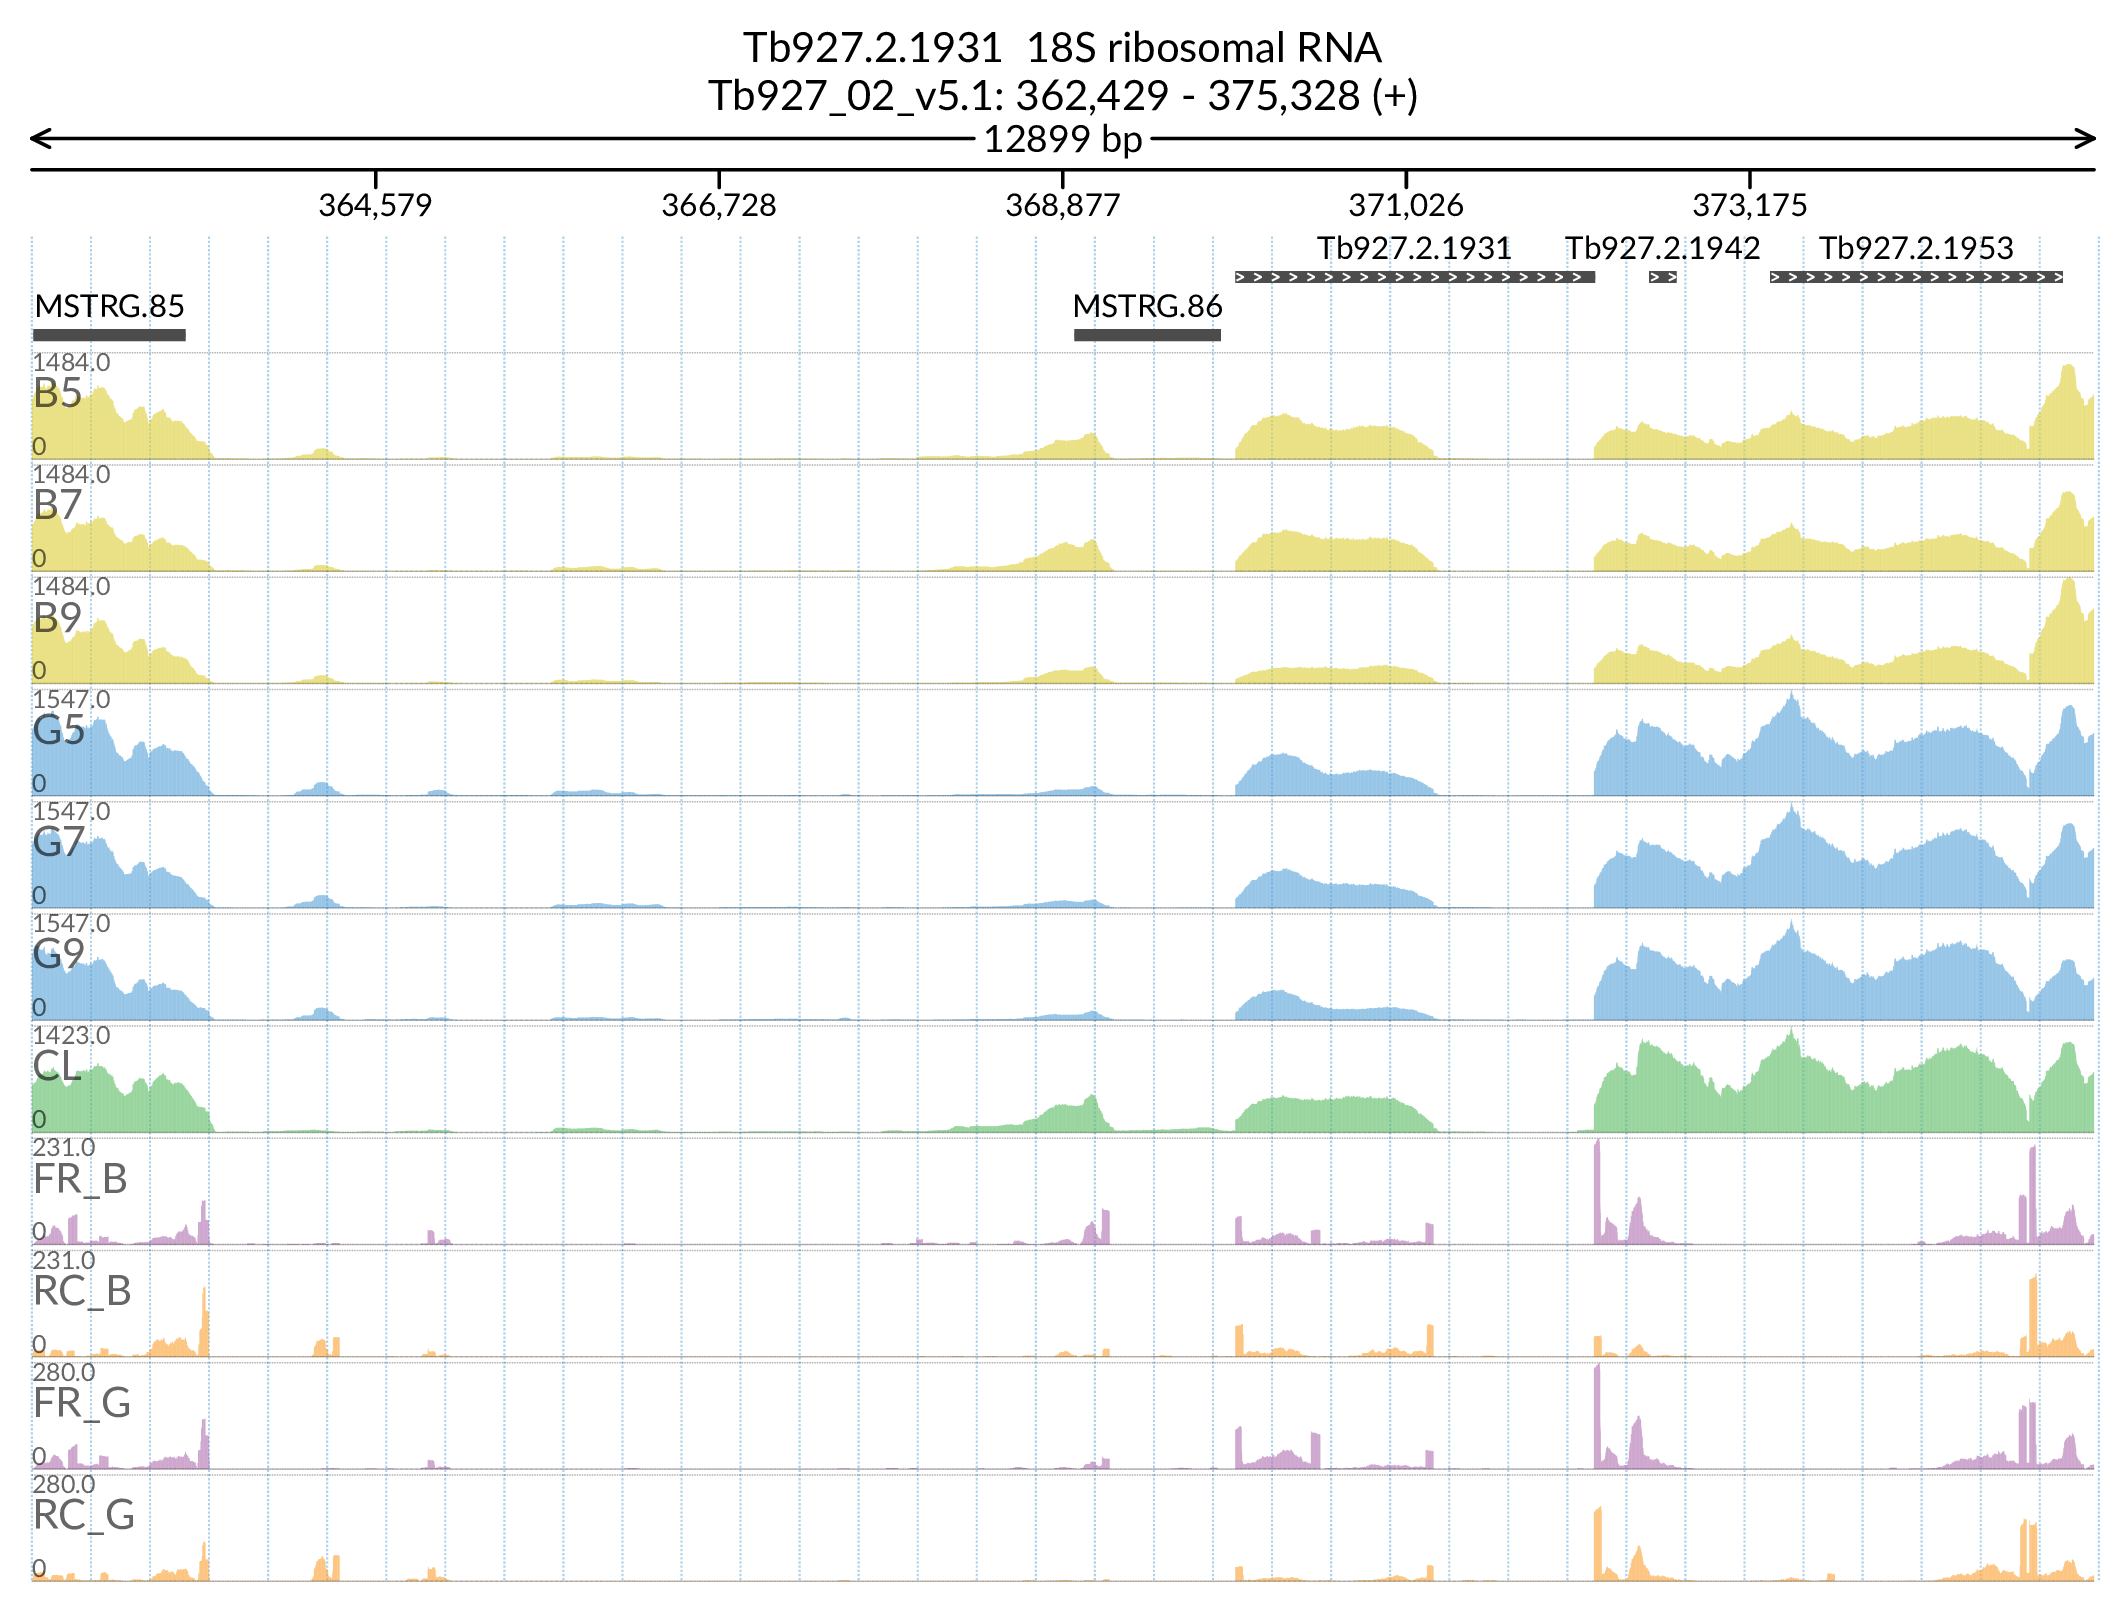 Tb927.2.1931 18S ribosomal RNA
Tb927_02_v5.1: 362,429 - 375,328 (+)
12899 bp
364,579 366,728 368,877 371,026 373,175
Tb927.2.1931 Tb927.2.1942 Tb927.2.1953
MSTRG.85 MSTRG.86
1484.0
B5
0
1484.0
B7
0
1484.0
B9
0
1547.0
G5
0
1547.0
G7
0
1547.0
G9
0
1423.0
CL
0
231.0
FR_B
0
231.0
RC_B
0
280.0
FR_G
0
280.0
RC_G
0